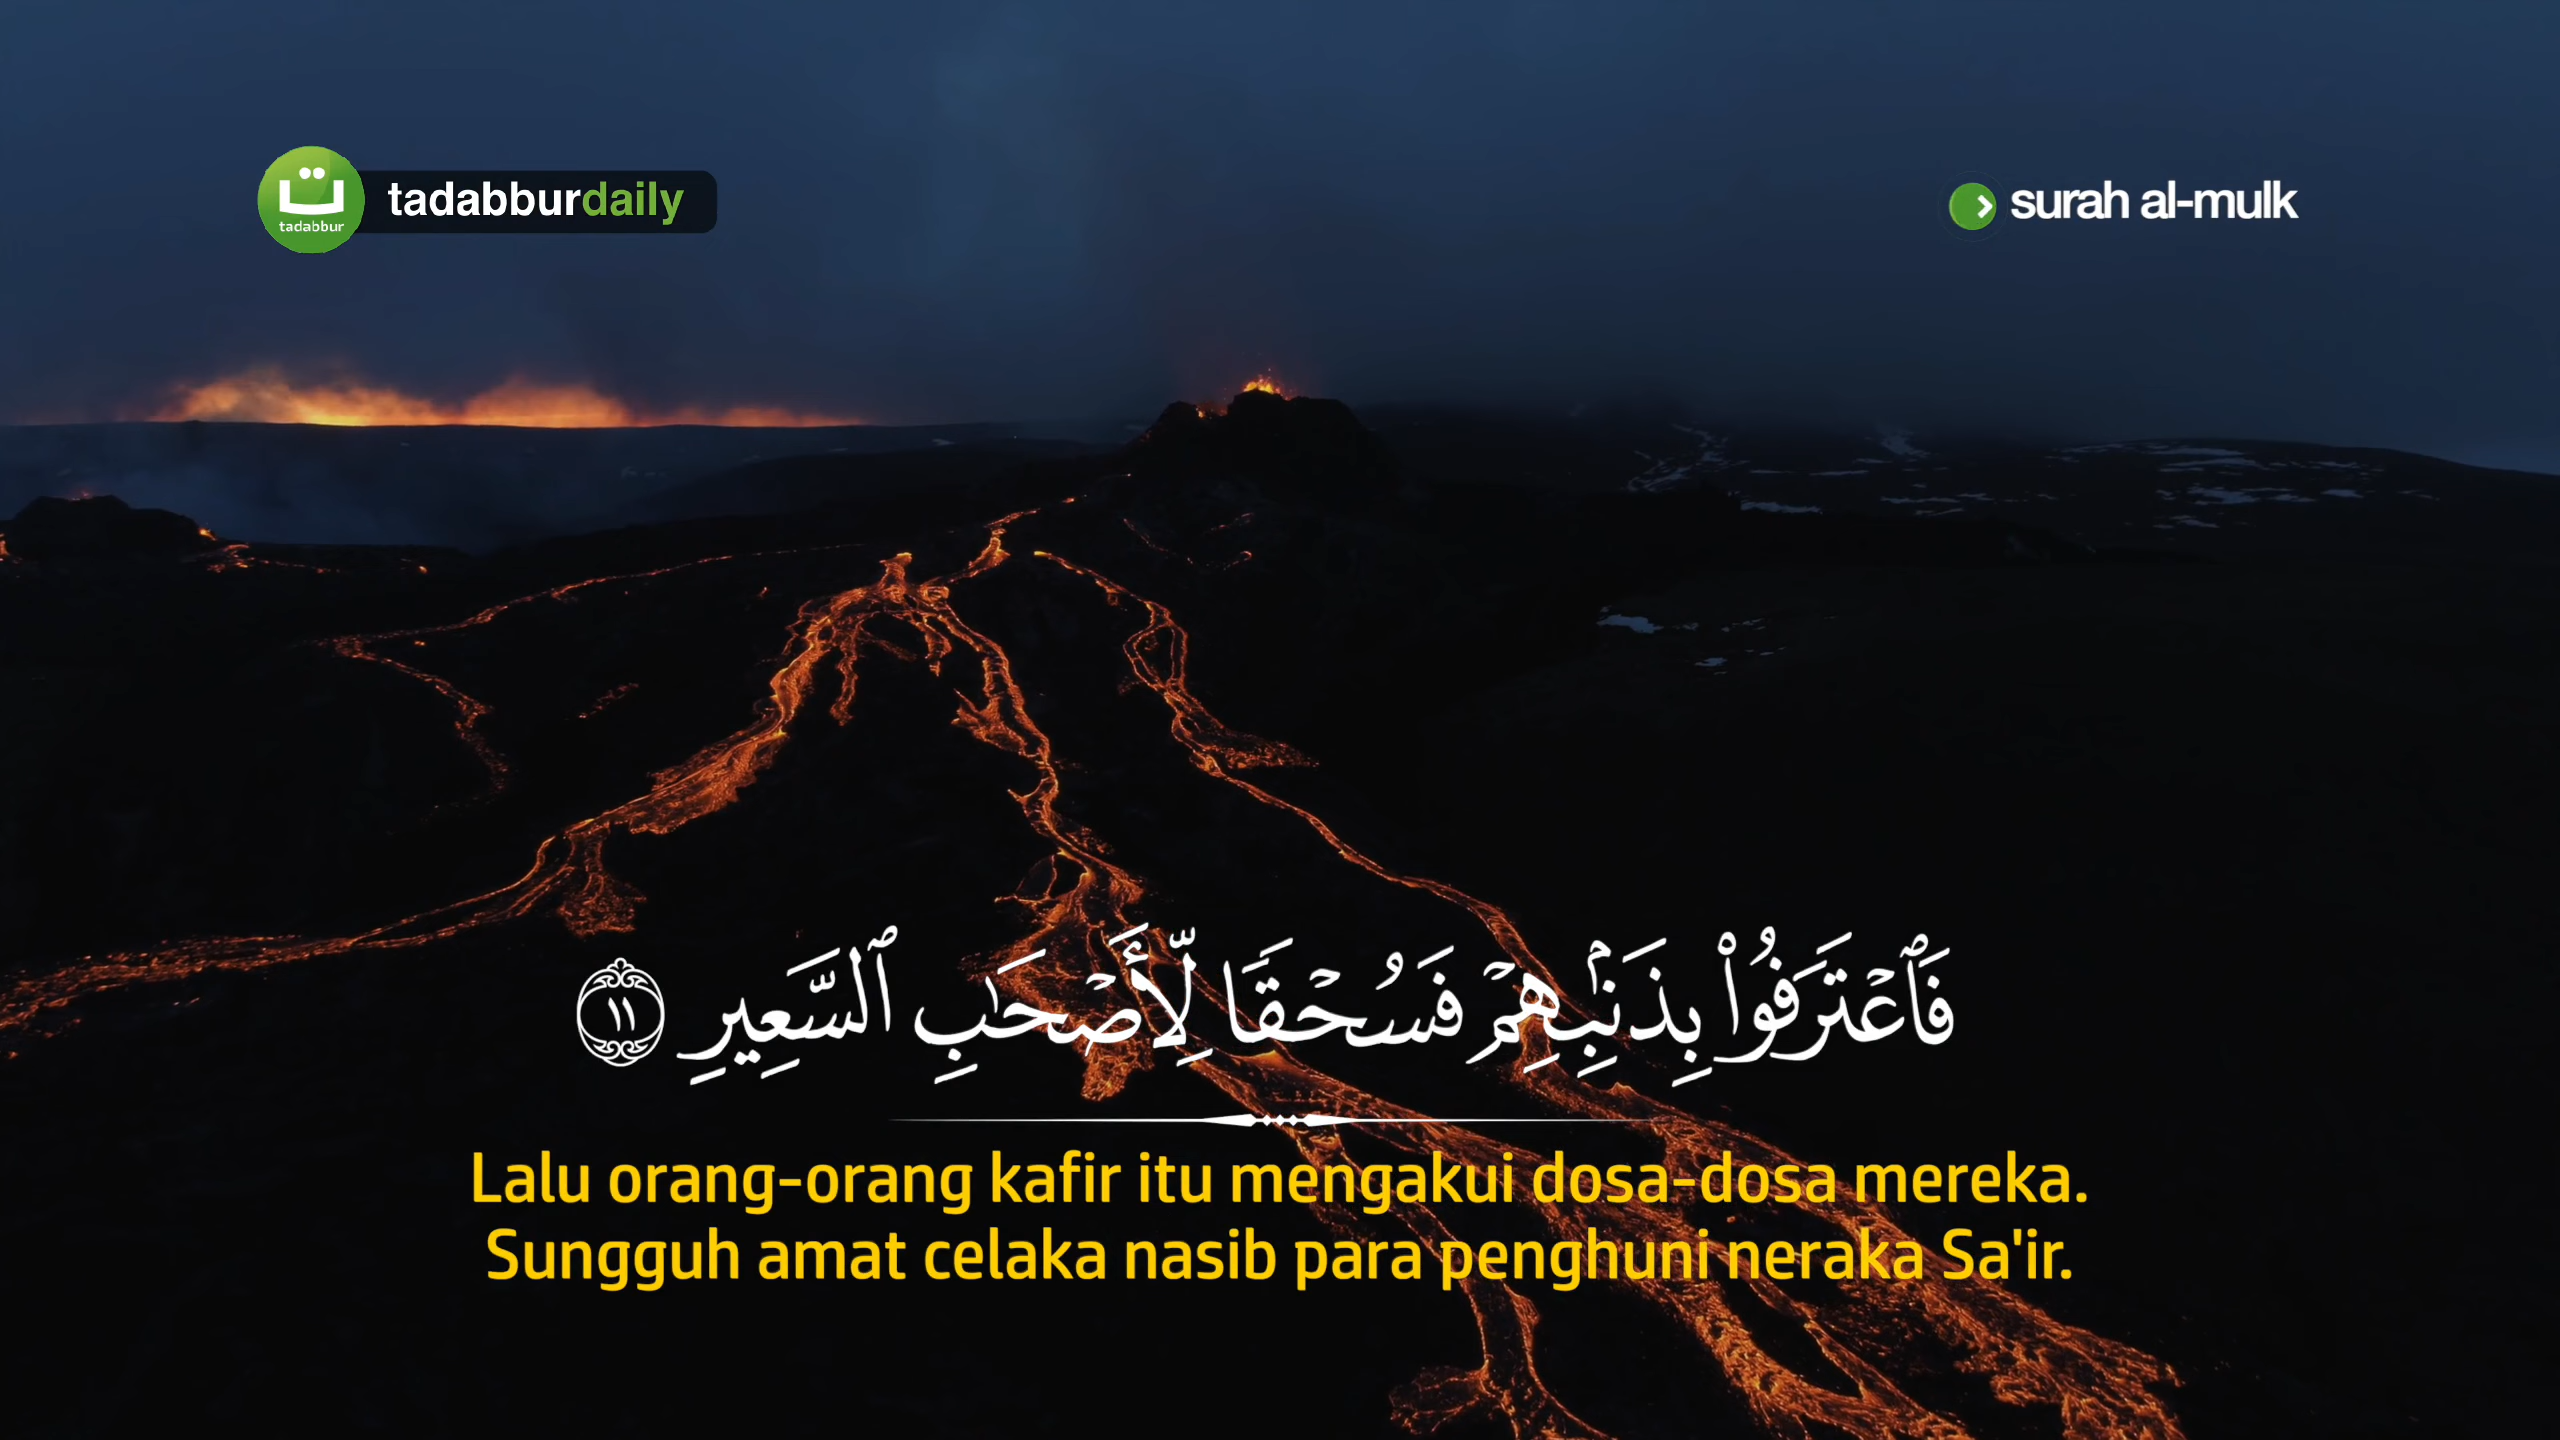 tadabbur
tadabburdaily
surah al-mulk
فَٱعْتَرَفُوا۟ بِذَنۢبِهِمْ فَسُحْقًا لِّأَصْحَـٰبِ ٱلسَّعِيرِ ١١
Lalu orang-orang kafir itu mengakui dosa-dosa mereka.
Sungguh amat celaka nasib para penghuni neraka Sa'ir.